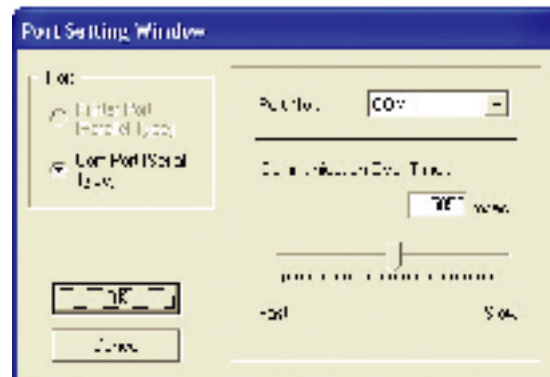 Port Setting Window
Port
Printer Port
(Parallel Type)
Com Port (Serial
Type)
Port No.
COM
Communication Over Time
msec
OK
Cancel
Fast
Slow